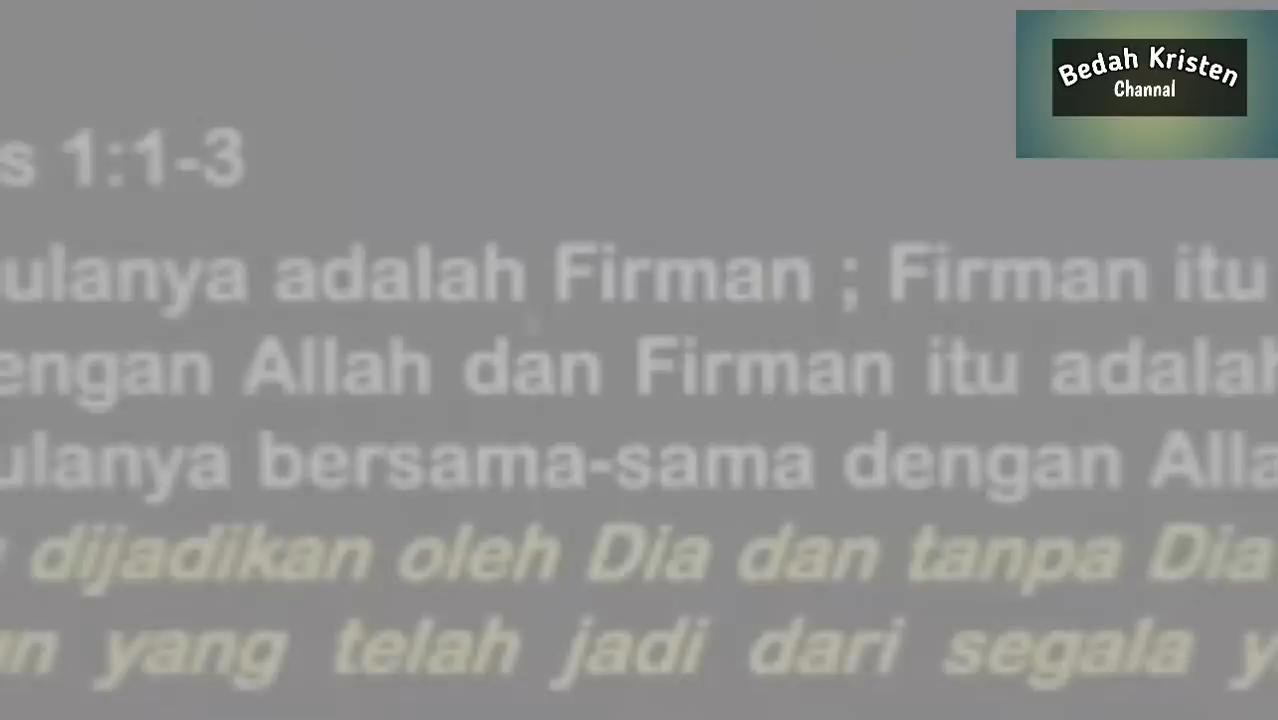 Bedah Kristen
Channal
s 1:1-3
ulanya adalah Firman ; Firman itu
engan Allah dan Firman itu adalah
ulanya bersama-sama dengan Alla
dijadikan oleh Dia dan tanpa Dia
un yang telah jadi dari segala y